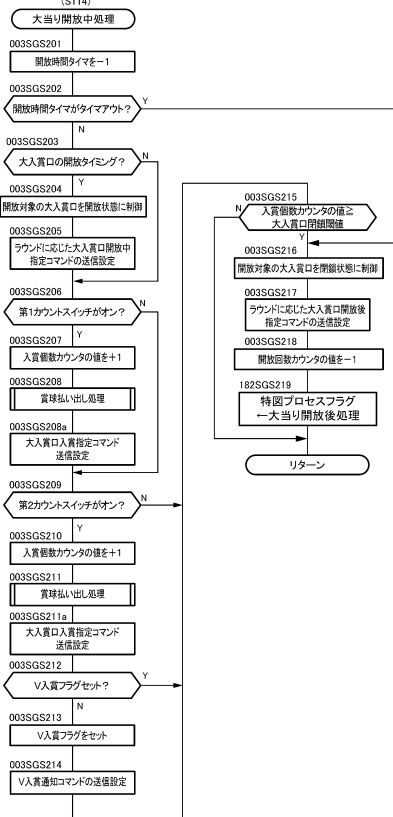 (S114)
大当り開放中処理
003SGS201
開放時間タイマを－1
003SGS202
開放時間タイマがタイムアウト？
Y
N
003SGS203
大入賞口の開放タイミング？
N
Y
003SGS204
開放対象の大入賞口を開放状態に制御
003SGS205
ラウンドに応じた大入賞口開放中
指定コマンドの送信設定
003SGS206
第1カウントスイッチがオン？
N
Y
003SGS207
入賞個数カウンタの値を＋1
003SGS208
賞球払い出し処理
003SGS208a
大入賞口入賞指定コマンド
送信設定
003SGS209
第2カウントスイッチがオン？
N
Y
003SGS210
入賞個数カウンタの値を＋1
003SGS211
賞球払い出し処理
003SGS211a
大入賞口入賞指定コマンド
送信設定
003SGS212
V入賞フラグセット？
Y
N
003SGS213
V入賞フラグをセット
003SGS214
V入賞通知コマンドの送信設定
003SGS215
入賞個数カウンタの値≧
大入賞口閉鎖閾値
N
Y
003SGS216
開放対象の大入賞口を閉鎖状態に制御
003SGS217
ラウンドに応じた大入賞口開放後
指定コマンドの送信設定
003SGS218
開放回数カウンタの値を－1
182SGS219
特図プロセスフラグ
←大当り開放後処理
リターン